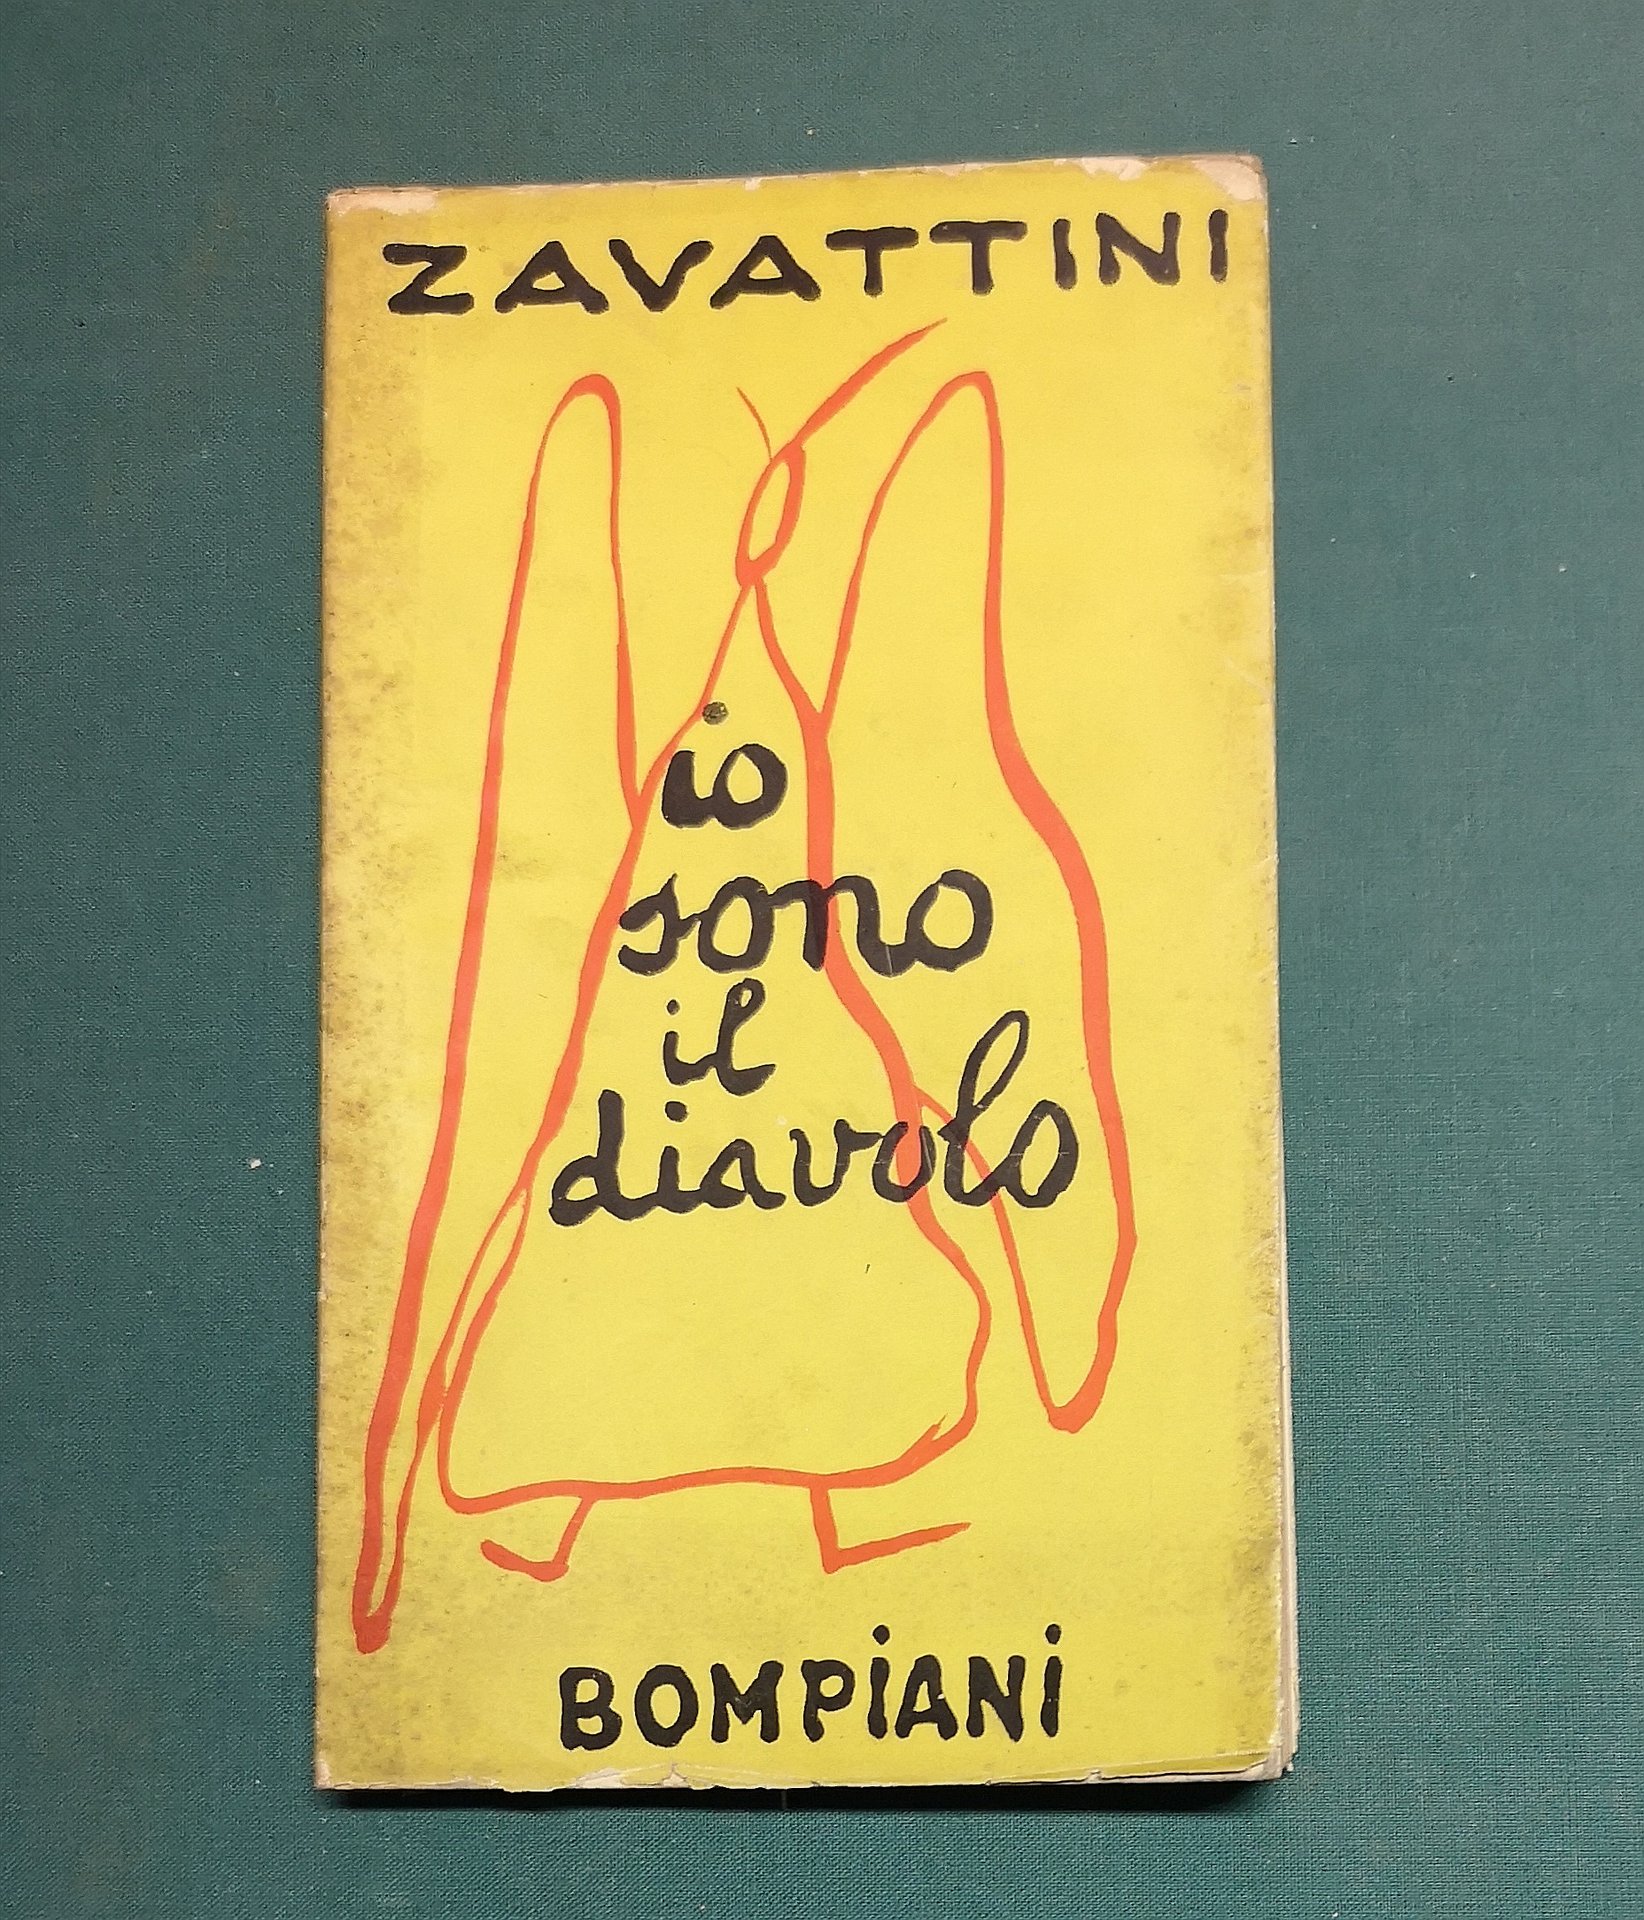 ZAVATTINI
io
sono
il
diavolo
BOMPiANi